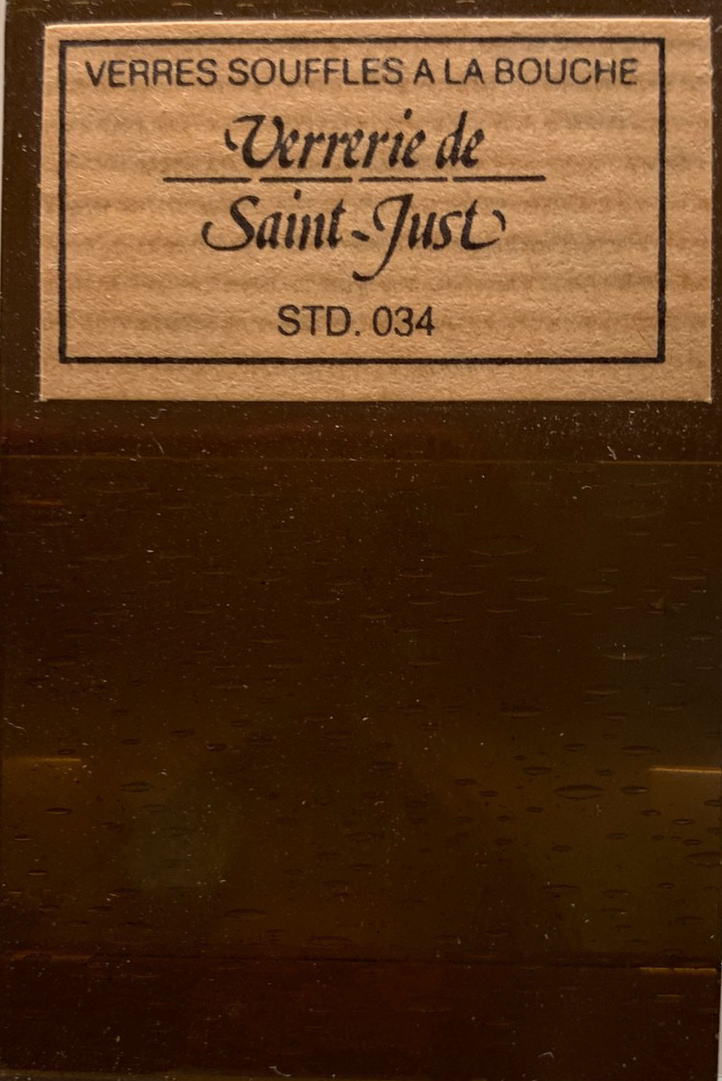 VERRES SOUFFLES A LA BOUCHE
Verrerie de
Saint-Just
STD. 034